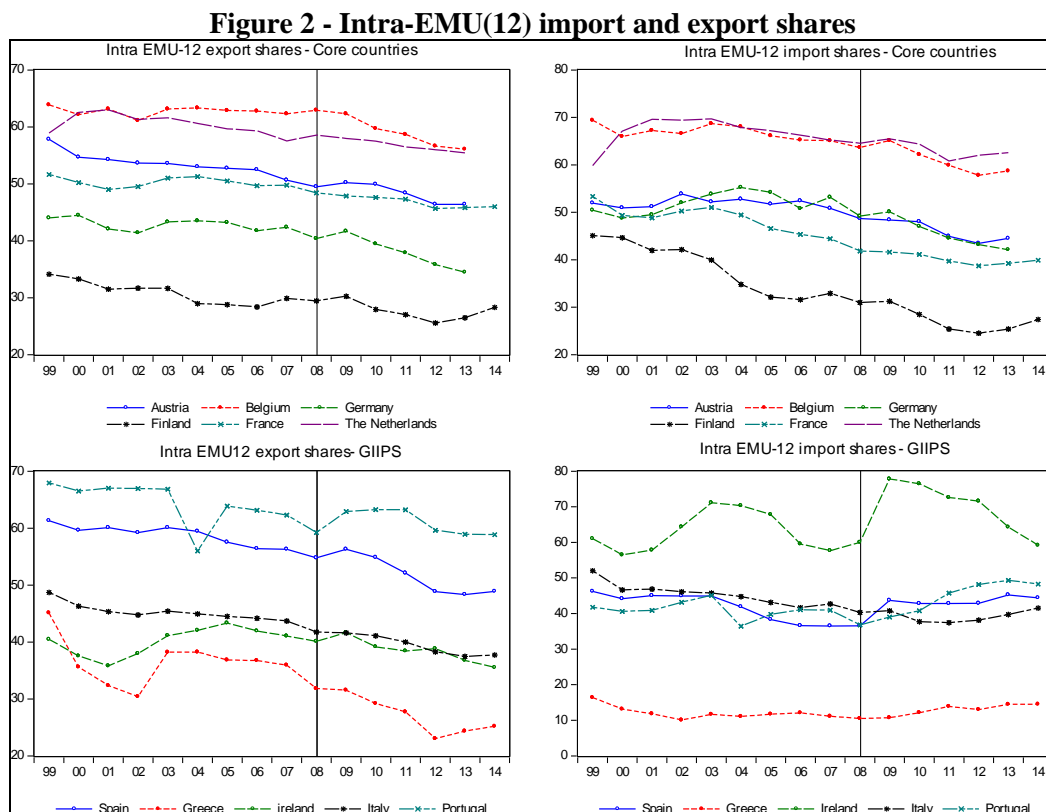 Figure 2 - Intra-EMU(12) import and export shares
Intra EMU-12 export shares - Core countries
70
60
50
40
30
20
99 00 01 02 03 04 05 06 07 08 09 10 11 12 13 14
Austria Belgium Germany
Finland France The Netherlands
Intra EMU-12 import shares - Core countries
80
70
60
50
40
30
20
99 00 01 02 03 04 05 06 07 08 09 10 11 12 13 14
Austria Belgium Germany
Finland France The Netherlands
Intra EMU12 export shares- GIIPS
70
60
50
40
30
20
99 00 01 02 03 04 05 06 07 08 09 10 11 12 13 14
Spain Greece ireland Italy Portugal
Intra EMU-12 import shares - GIIPS
80
70
60
50
40
30
20
10
0
99 00 01 02 03 04 05 06 07 08 09 10 11 12 13 14
Spain Greece Ireland Italy Portugal